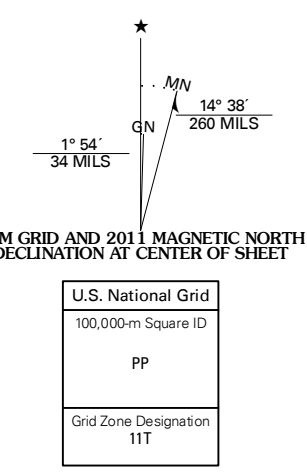 ★
MN
GN
14° 38´
260 MILS
1° 54´
34 MILS
M GRID AND 2011 MAGNETIC NORTH
DECLINATION AT CENTER OF SHEET
U.S. National Grid
100,000-m Square ID
PP
Grid Zone Designation
11T